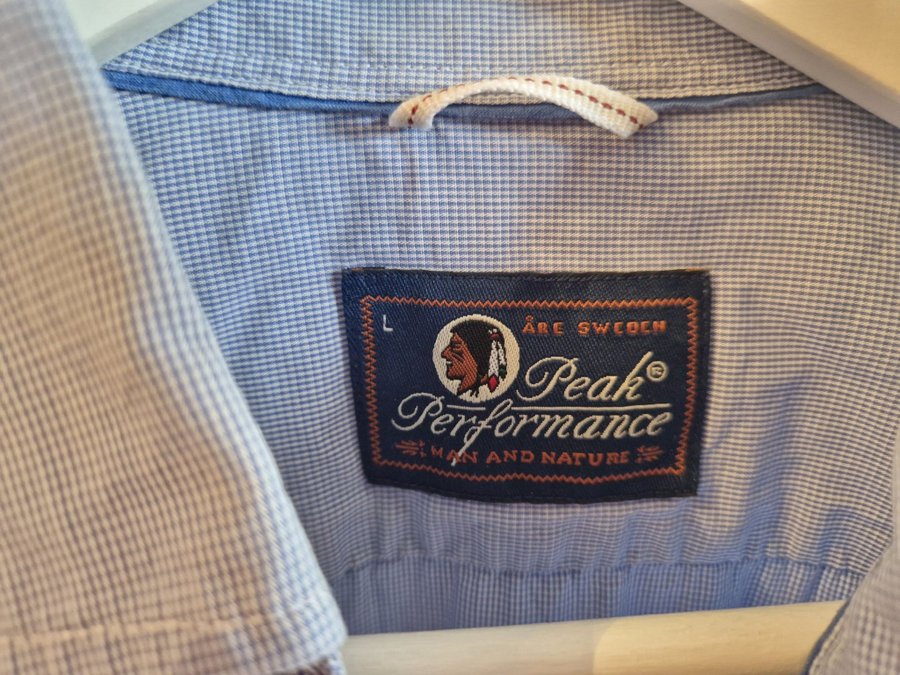 L
ÅRE SWEDEN
Peak®
Performance
MAN AND NATURE